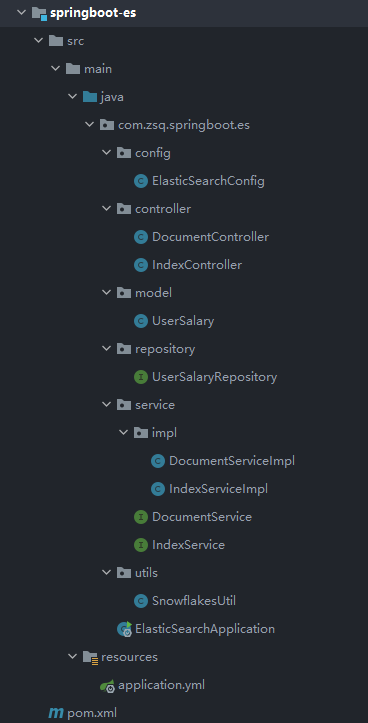 springboot-es
src
main
java
com.zsq.springboot.es
config
ElasticSearchConfig
controller
DocumentController
IndexController
model
UserSalary
repository
UserSalaryRepository
service
impl
DocumentServiceImpl
IndexServiceImpl
DocumentService
IndexService
utils
SnowflakesUtil
ElasticSearchApplication
resources
application.yml
pom.xml